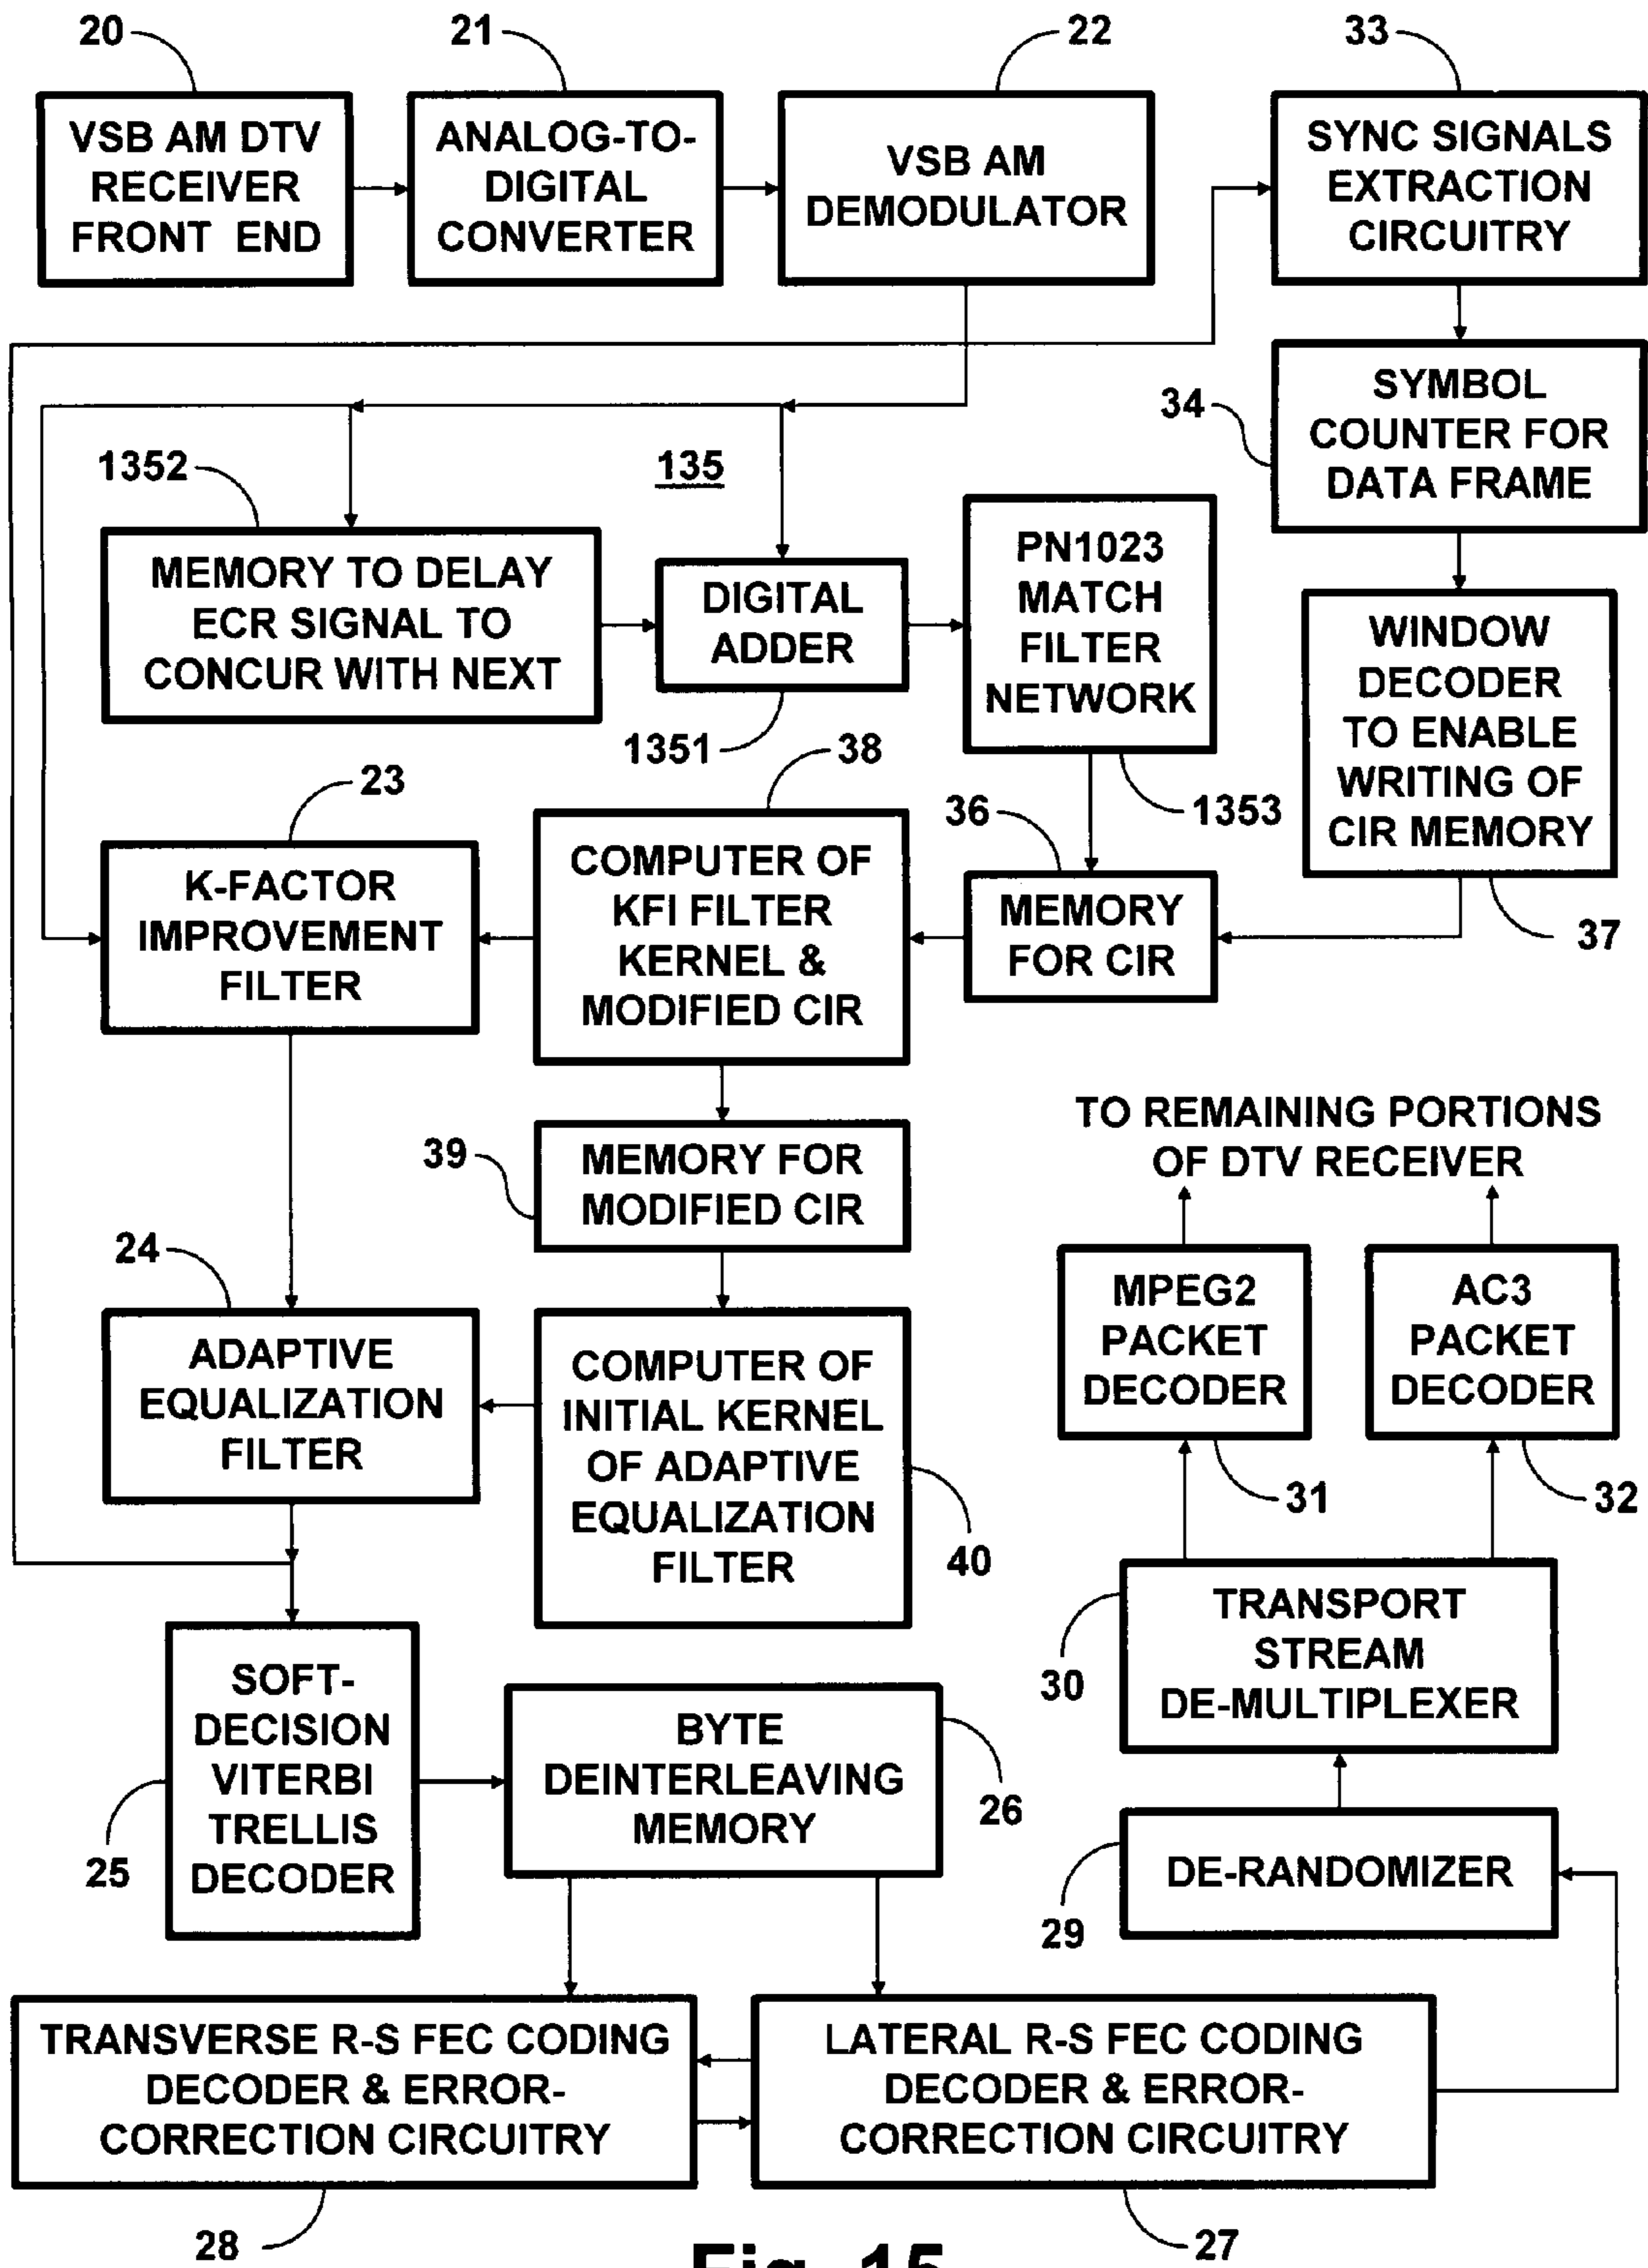 20
21
22
33
VSB AM DTV
RECEIVER
FRONT END
ANALOG-TO-
DIGITAL
CONVERTER
VSB AM
DEMODULATOR
SYNC SIGNALS
EXTRACTION
CIRCUITRY
34
SYMBOL
COUNTER FOR
DATA FRAME
1352
135
MEMORY TO DELAY
ECR SIGNAL TO
CONCUR WITH NEXT
DIGITAL
ADDER
1351
PN1023
MATCH
FILTER
NETWORK
1353
WINDOW
DECODER
TO ENABLE
WRITING OF
CIR MEMORY
37
23
K-FACTOR
IMPROVEMENT
FILTER
38
COMPUTER OF
KFI FILTER
KERNEL &
MODIFIED CIR
36
MEMORY
FOR CIR
39
MEMORY FOR
MODIFIED CIR
TO REMAINING PORTIONS
OF DTV RECEIVER
24
ADAPTIVE
EQUALIZATION
FILTER
COMPUTER OF
INITIAL KERNEL
OF ADAPTIVE
EQUALIZATION
FILTER
40
MPEG2
PACKET
DECODER
31
AC3
PACKET
DECODER
32
30
TRANSPORT
STREAM
DE-MULTIPLEXER
SOFT-
DECISION
VITERBI
TRELLIS
DECODER
25
BYTE
DEINTERLEAVING
MEMORY
26
DE-RANDOMIZER
29
TRANSVERSE R-S FEC CODING
DECODER & ERROR-
CORRECTION CIRCUITRY
28
LATERAL R-S FEC CODING
DECODER & ERROR-
CORRECTION CIRCUITRY
27
Fig. 15